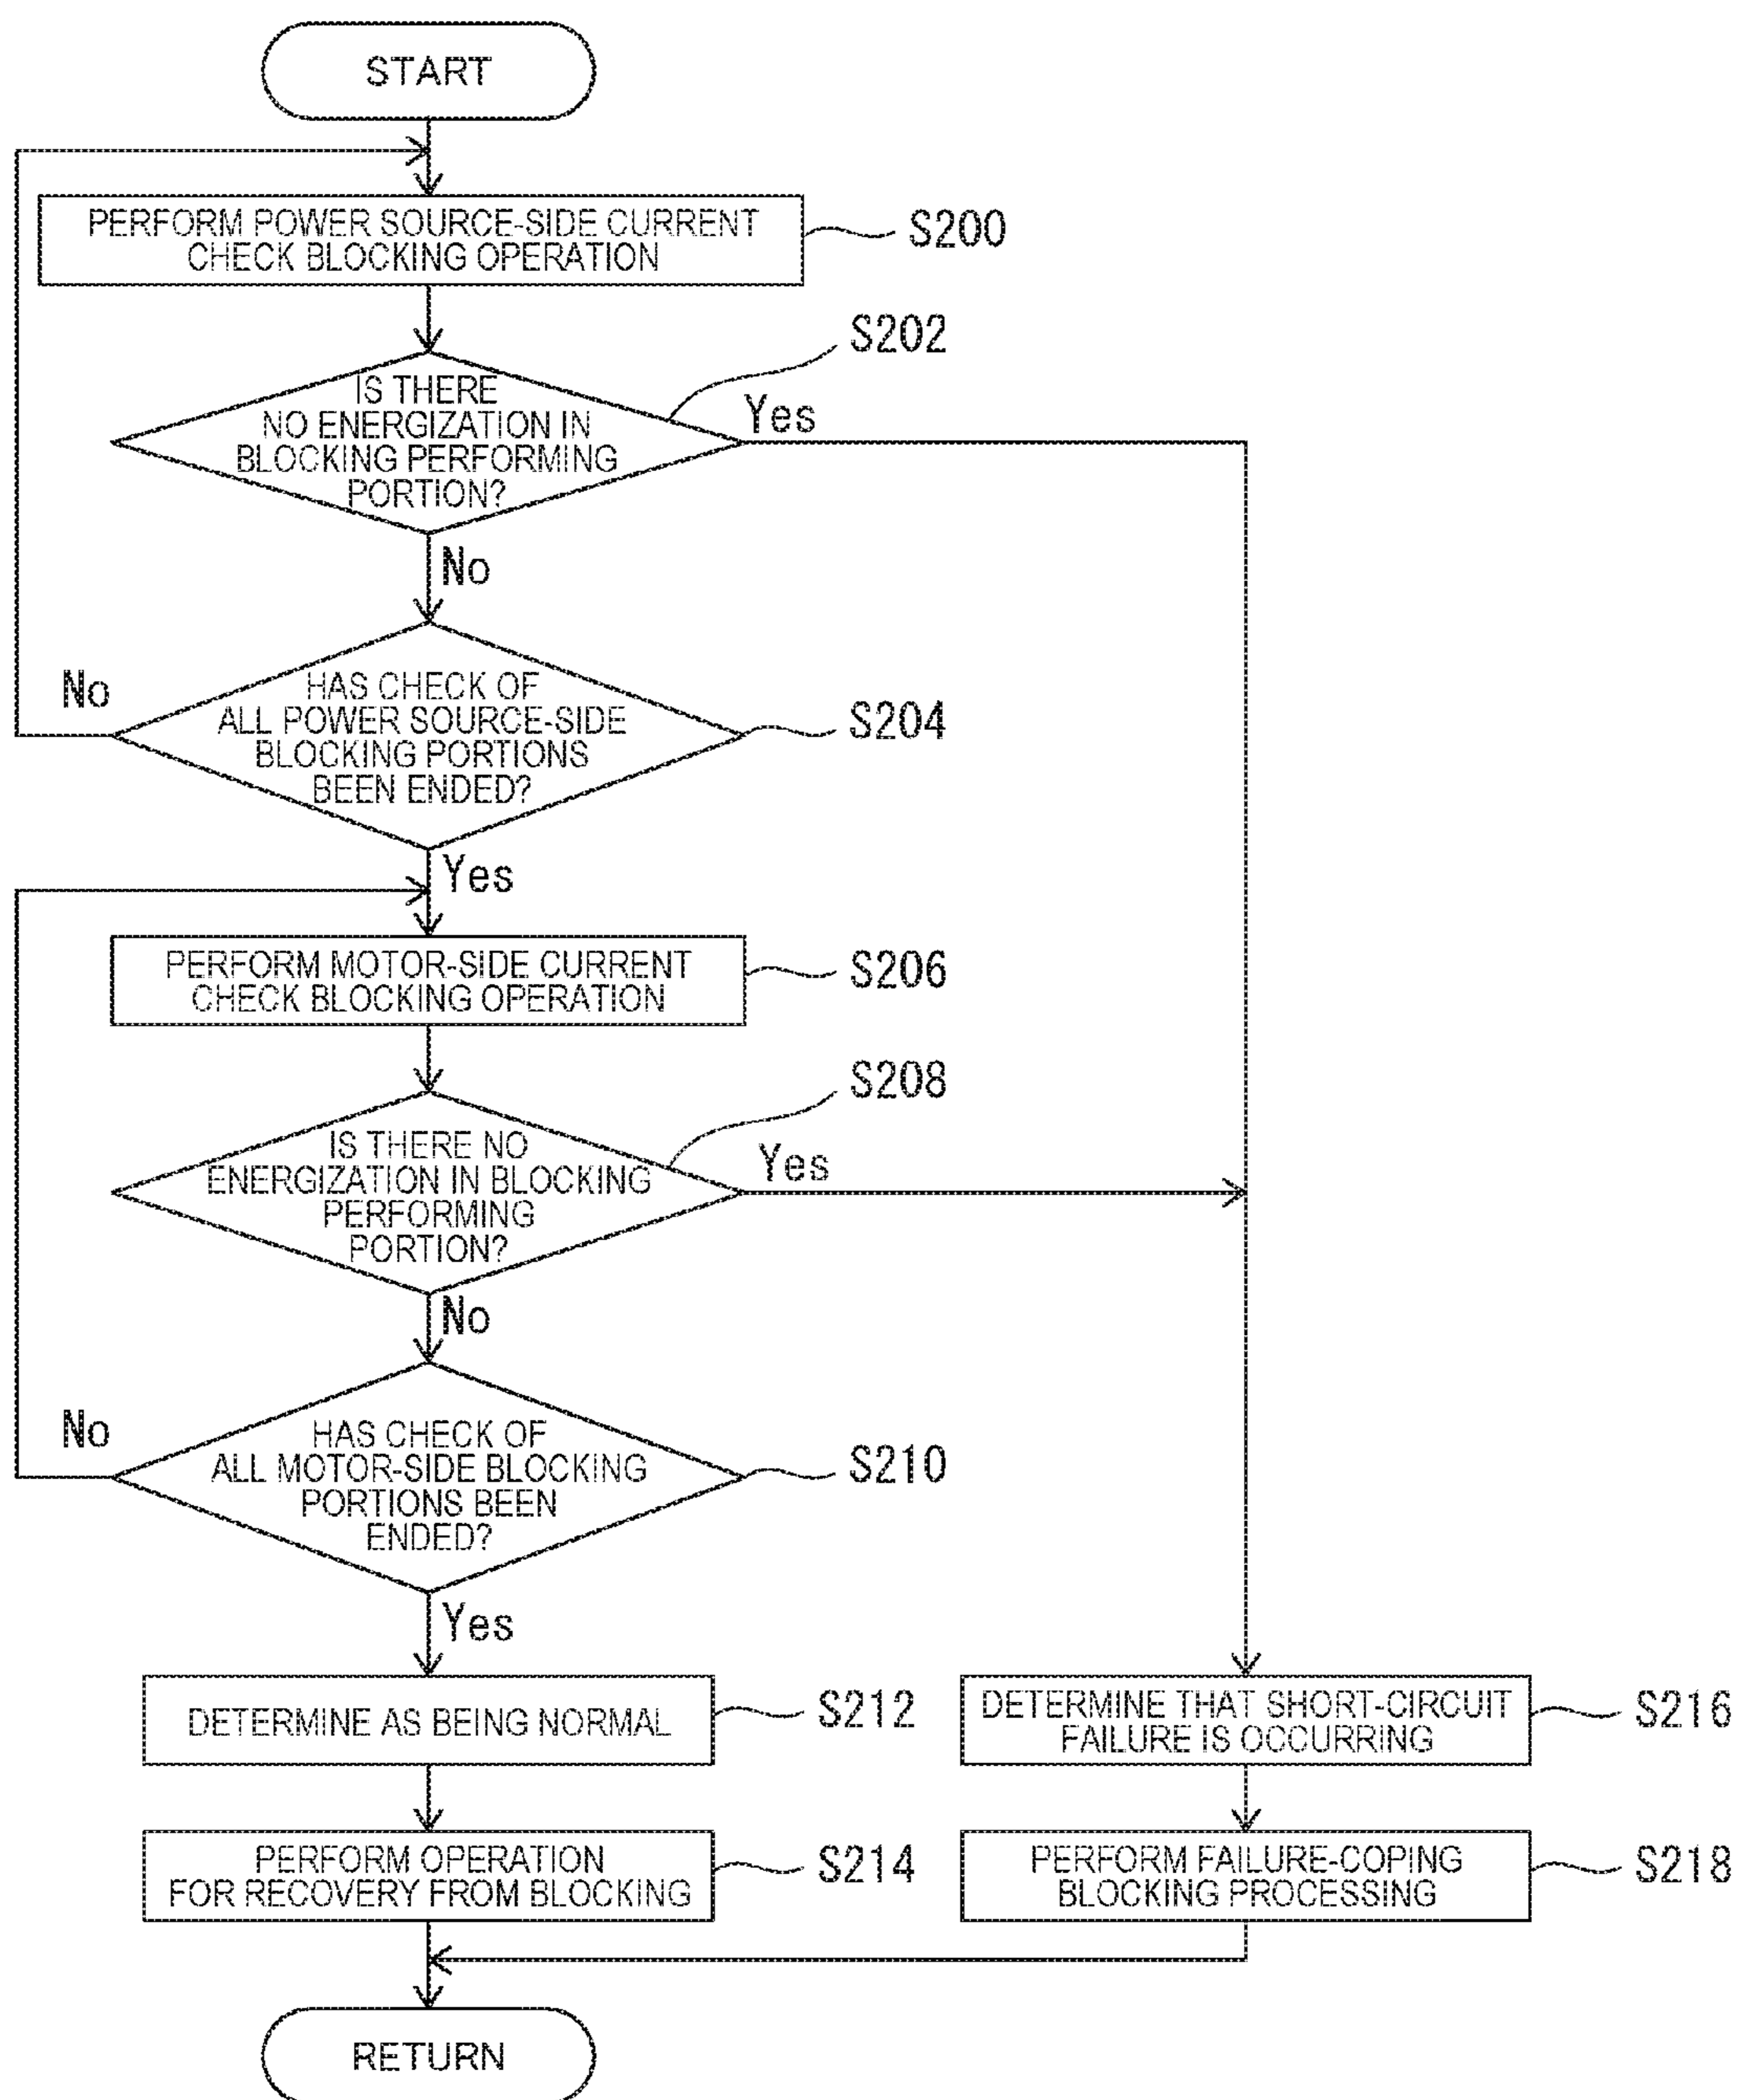 START
PERFORM POWER SOURCE-SIDE CURRENT
CHECK BLOCKING OPERATION
S200
S202
IS THERE
NO ENERGIZATION IN
BLOCKING PERFORMING
PORTION?
Yes
No
HAS CHECK OF
ALL POWER SOURCE-SIDE
BLOCKING PORTIONS
BEEN ENDED?
No
S204
Yes
PERFORM MOTOR-SIDE CURRENT
CHECK BLOCKING OPERATION
S206
S208
IS THERE NO
ENERGIZATION IN BLOCKING
PERFORMING
PORTION?
Yes
No
HAS CHECK OF
ALL MOTOR-SIDE BLOCKING
PORTIONS BEEN
ENDED?
No
S210
Yes
DETERMINE AS BEING NORMAL
S212
DETERMINE THAT SHORT-CIRCUIT
FAILURE IS OCCURRING
S216
PERFORM OPERATION
FOR RECOVERY FROM BLOCKING
S214
PERFORM FAILURE-COPING
BLOCKING PROCESSING
S218
RETURN